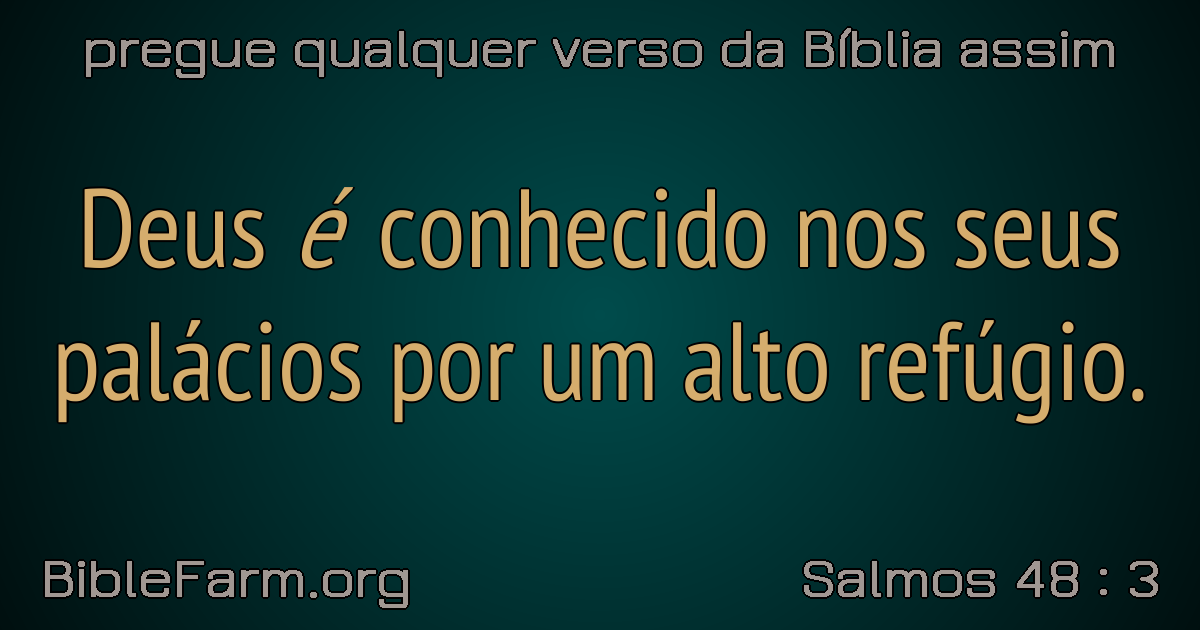 pregue qualquer verso da Bíblia assim
Deus é conhecido nos seus
palácios por um alto refúgio.
BibleFarm.org
Salmos 48 : 3